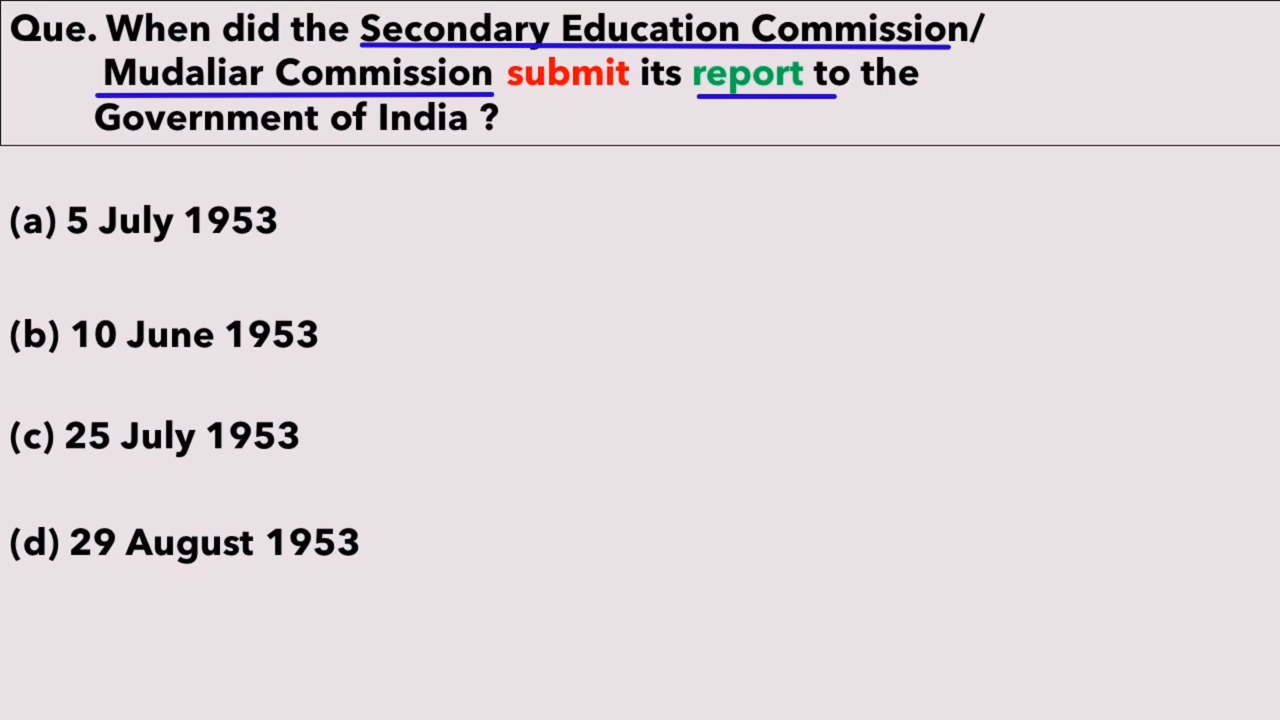 Que. When did the Secondary Education Commission/
Mudaliar Commission submit its report to the
Government of India ?
(a) 5 July 1953
(b) 10 June 1953
(c) 25 July 1953
(d) 29 August 1953